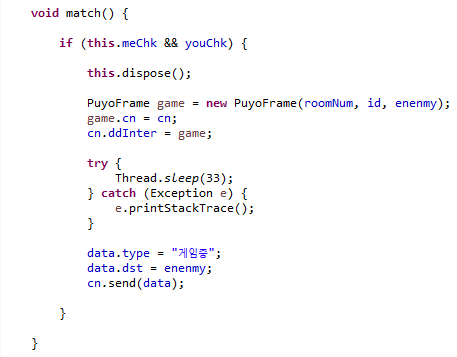 void match() {
if (this.meChk && youChk) {
this.dispose();
PuyoFrame game = new PuyoFrame(roomNum, id, enenmy);
game.cn = cn;
cn.ddInter = game;
try {
Thread.sleep(33);
} catch (Exception e) {
e.printStackTrace();
}
data.type = "게임중";
data.dst = enenmy;
cn.send(data);
}
}